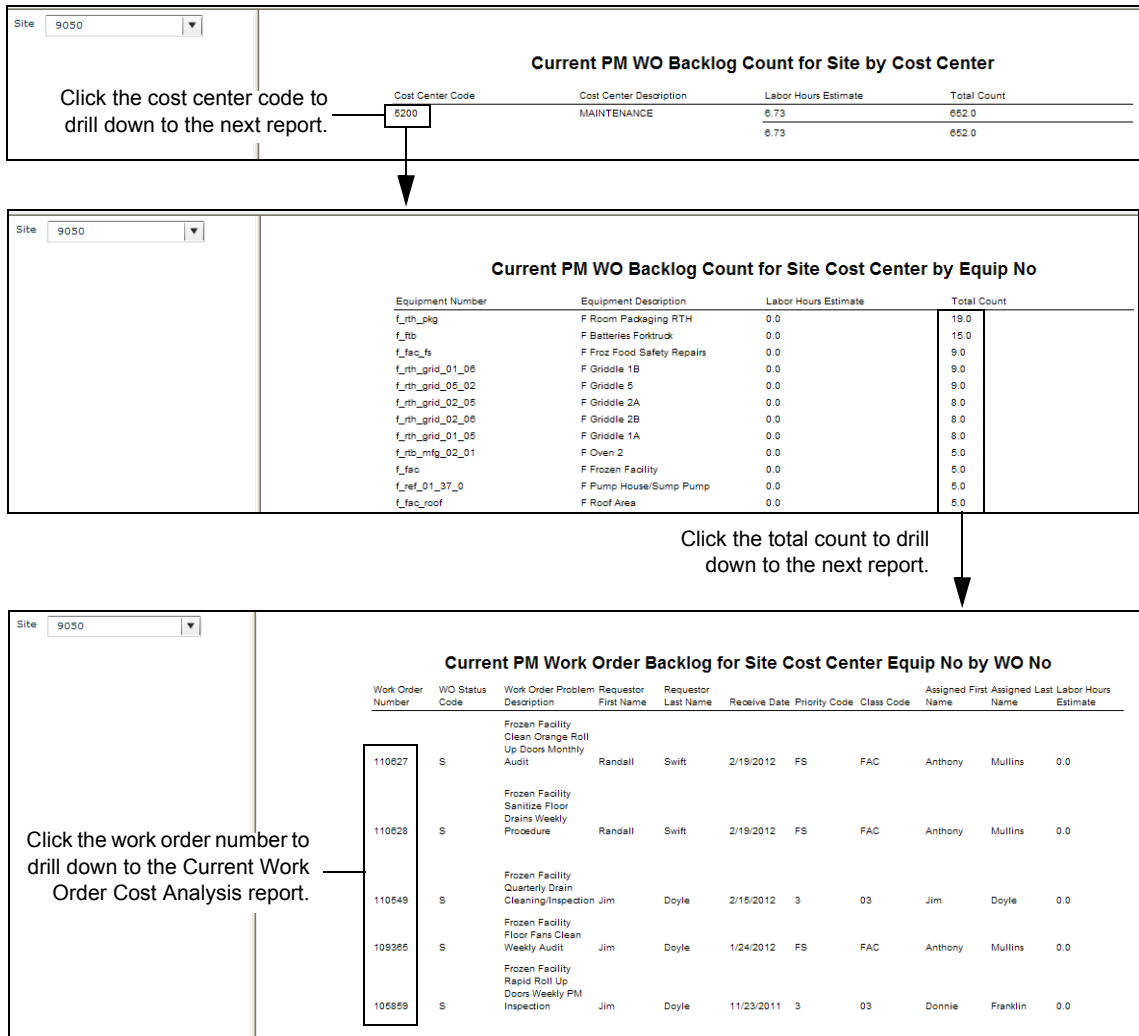 Site 9050
Current PM WO Backlog Count for Site by Cost Center
Click the cost center code to
drill down to the next report.
Cost Center Code Cost Center Description Labor Hours Estimate Total Count
5200 MAINTENANCE 6.73 652.0
6.73 652.0
Site 9050
Current PM WO Backlog Count for Site Cost Center by Equip No
Equipment Number Equipment Description Labor Hours Estimate Total Count
f_rth_pkg F Room Packaging RTH 0.0 19.0
f_ftb F Batteries Forktruck 0.0 15.0
f_fac_fs F Froz Food Safety Repairs 0.0 9.0
f_rth_grid_01_06 F Griddle 1B 0.0 9.0
f_rth_grid_05_02 F Griddle 5 0.0 9.0
f_rth_grid_02_05 F Griddle 2A 0.0 8.0
f_rth_grid_02_06 F Griddle 2B 0.0 8.0
f_rth_grid_01_05 F Griddle 1A 0.0 8.0
f_rtb_mfg_02_01 F Oven 2 0.0 5.0
f_fac F Frozen Facility 0.0 5.0
f_ref_01_37_0 F Pump House/Sump Pump 0.0 5.0
f_fac_roof F Roof Area 0.0 5.0
Click the total count to drill
down to the next report.
Site 9050
Current PM Work Order Backlog for Site Cost Center Equip No by WO No
Work Order WO Status Work Order Problem Requestor Requestor Assigned First Assigned Last Labor Hours
Number Code Description First Name Last Name Receive Date Priority Code Class Code Name Name Estimate
Frozen Facility
Clean Orange Roll
Up Doors Monthly
110627 S Audit Randall Swift 2/19/2012 FS FAC Anthony Mullins 0.0
Frozen Facility
Sanitize Floor
Drains Weekly
110628 S Procedure Randall Swift 2/19/2012 FS FAC Anthony Mullins 0.0
Click the work order number to
drill down to the Current Work
Order Cost Analysis report.
Frozen Facility
Quarterly Drain
110549 S Cleaning/Inspection Jim Doyle 2/15/2012 3 03 Jim Doyle 0.0
Frozen Facility
Floor Fans Clean
109365 S Weekly Audit Jim Doyle 1/24/2012 FS FAC Anthony Mullins 0.0
Frozen Facility
Rapid Roll Up
Doors Weekly PM
105859 S Inspection Jim Doyle 11/23/2011 3 03 Donnie Franklin 0.0